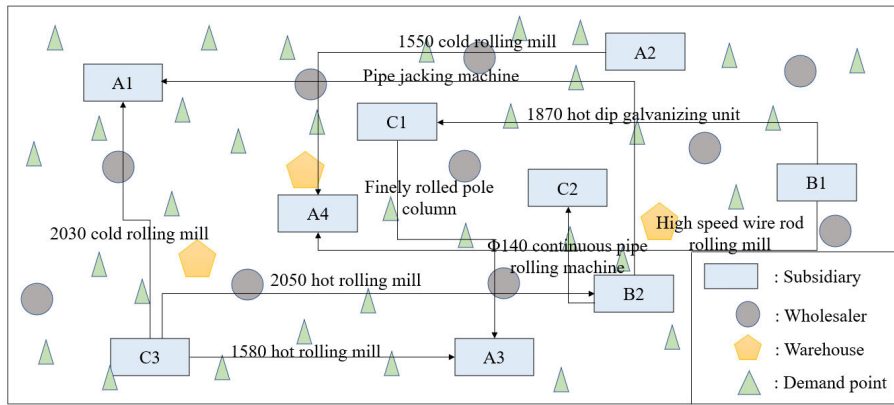 1550 cold rolling mill
A2
A1
Pipe jacking machine
C1
1870 hot dip galvanizing unit
Finely rolled pole
column
C2
B1
A4
2030 cold rolling mill
High speed wire rod
rolling mill
Φ140 continuous pipe
rolling machine
2050 hot rolling mill
B2
C3
1580 hot rolling mill
A3
: Subsidiary
: Wholesaler
: Warehouse
: Demand point